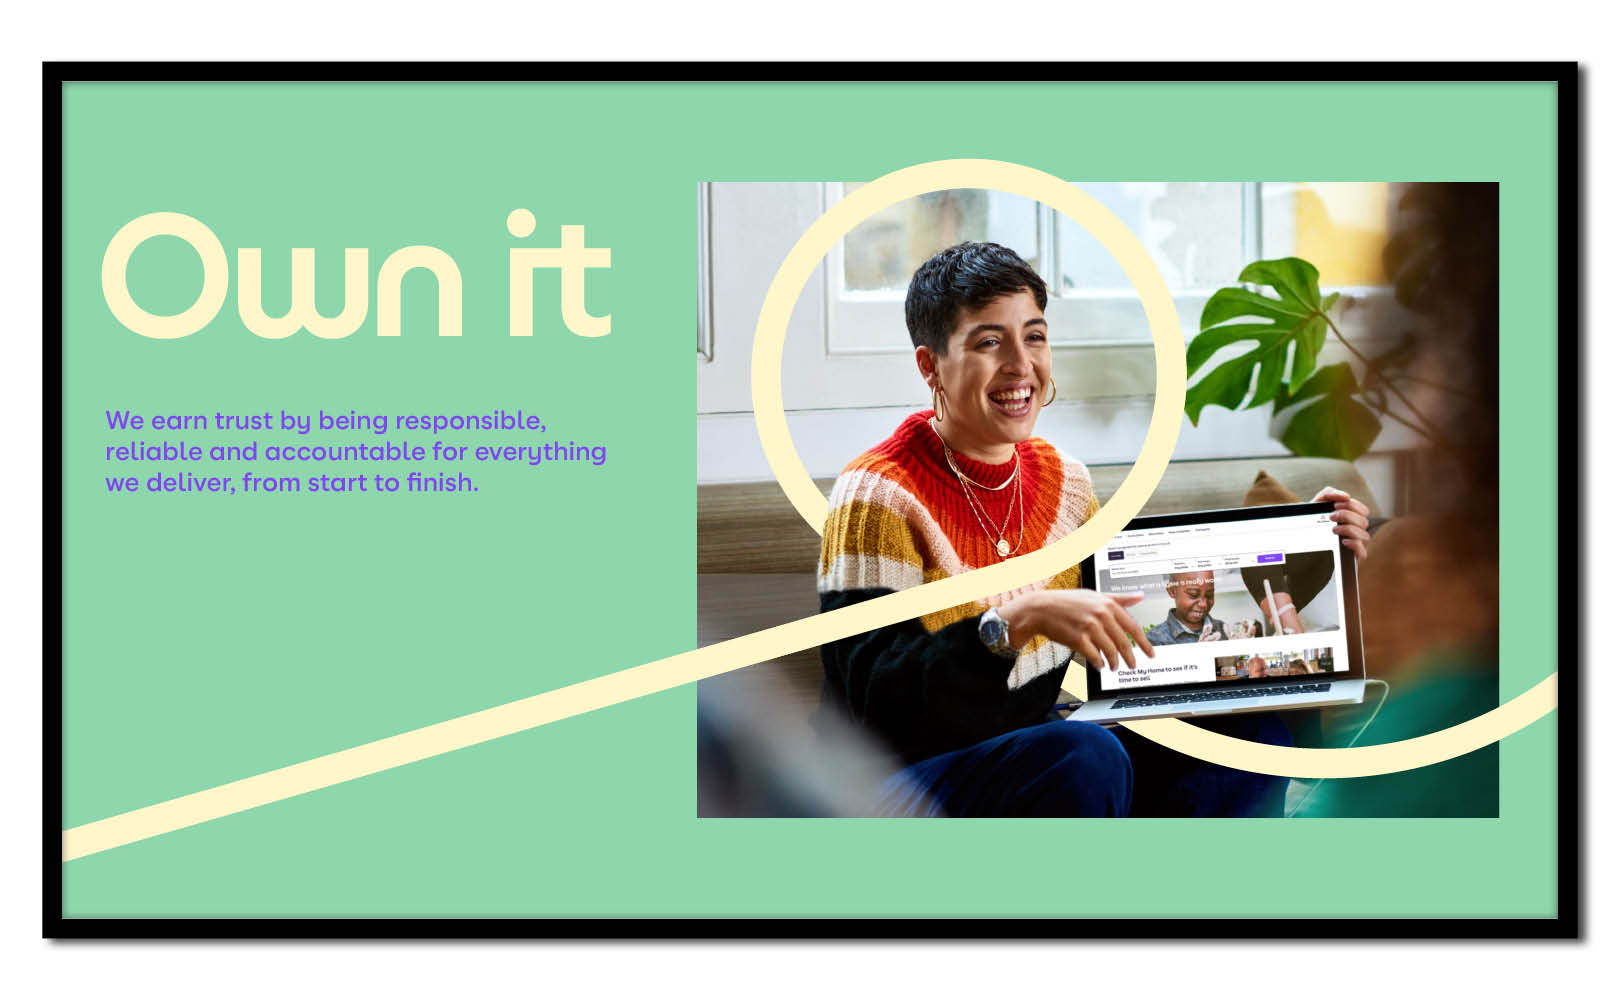 Own it
We earn trust by being responsible,
reliable and accountable for everything
we deliver, from start to finish.
We know what a home is really worth
Check My Home to see if it's
time to sell